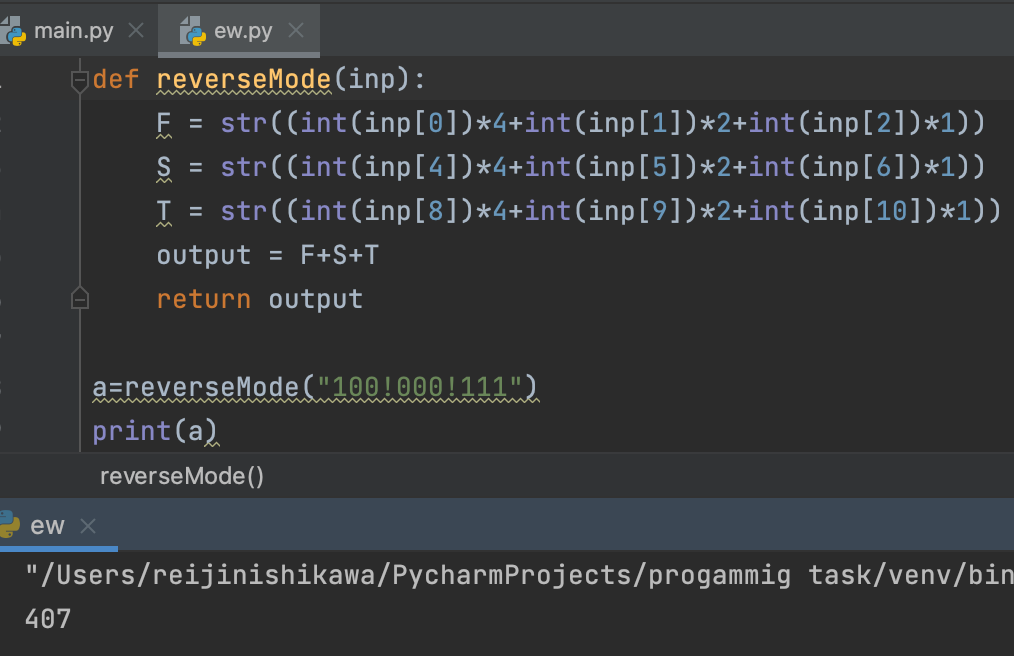 main.py ew.py
def reverseMode(inp):
F = str((int(inp[0])*4+int(inp[1])*2+int(inp[2])*1))
S = str((int(inp[4])*4+int(inp[5])*2+int(inp[6])*1))
T = str((int(inp[8])*4+int(inp[9])*2+int(inp[10])*1))
output = F+S+T
return output
a=reverseMode("100!000!111")
print(a)
reverseMode()
ew
"/Users/reijinishikawa/PycharmProjects/progammig task/venv/bin
407